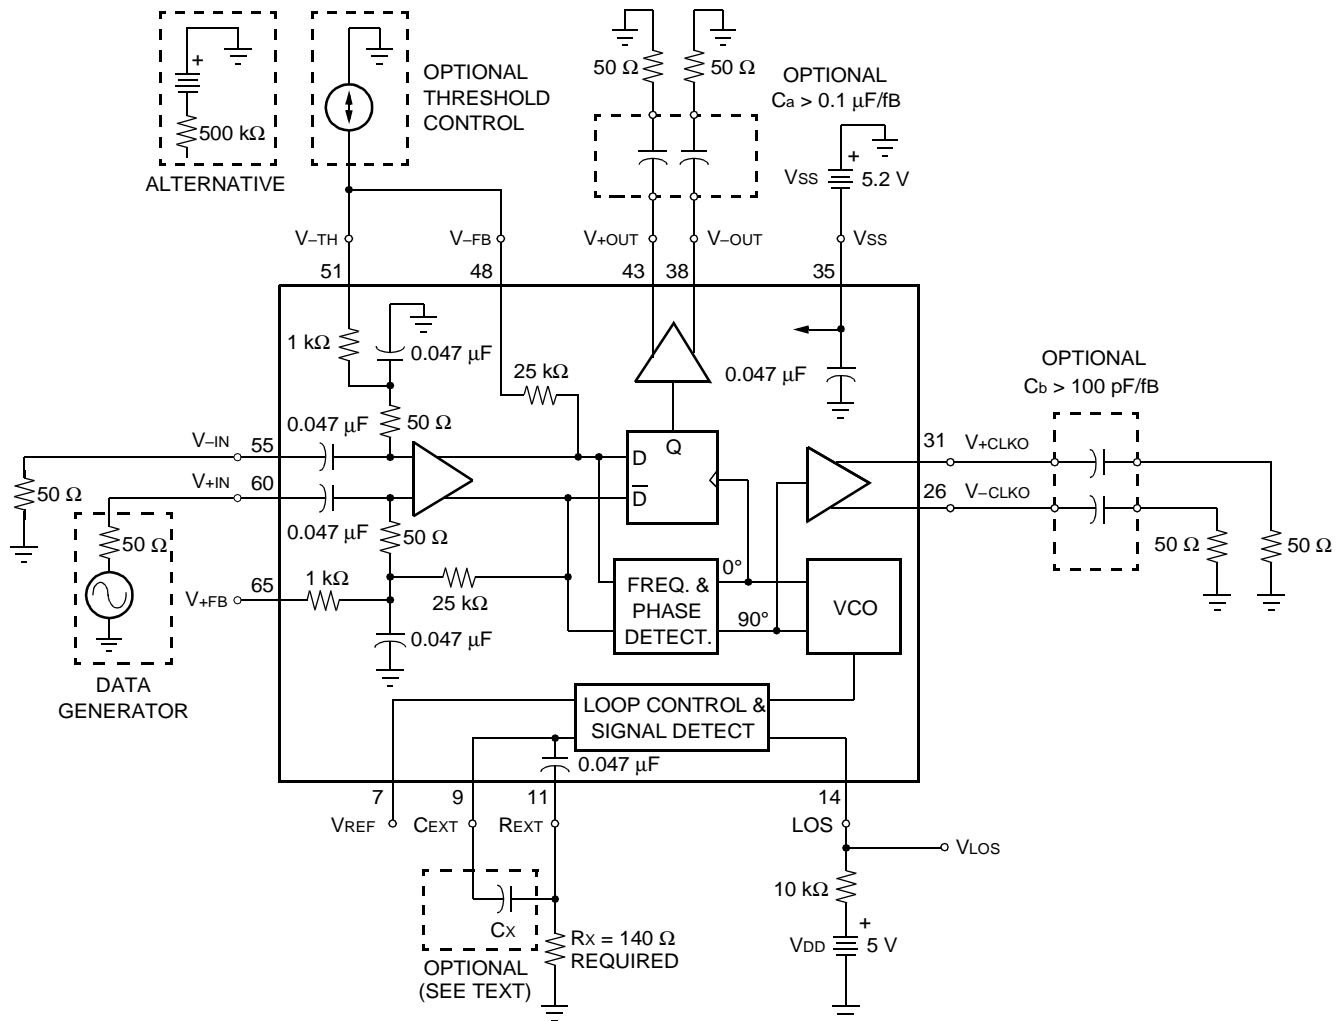 OPTIONAL
THRESHOLD
CONTROL
+
500 kΩ
ALTERNATIVE
50 Ω
50 Ω
OPTIONAL
Ca > 0.1 μF/fB
+
VSS
5.2 V
V–TH
V–FB
V+OUT
V–OUT
VSS
51
48
43
38
35
1 kΩ
0.047 μF
25 kΩ
0.047 μF
OPTIONAL
Cb > 100 pF/fB
0.047 μF
50 Ω
V–IN
55
D
Q
31
V+CLKO
V+IN
60
D
26
V–CLKO
50 Ω
0.047 μF
50 Ω
50 Ω
50 Ω
50 Ω
V+FB
65
1 kΩ
25 kΩ
FREQ. &
PHASE
DETECT.
0°
90°
VCO
0.047 μF
DATA
GENERATOR
LOOP CONTROL &
SIGNAL DETECT
0.047 μF
7
9
11
14
VREF
CEXT
REXT
LOS
VLOS
10 kΩ
CX
+
VDD
5 V
RX = 140 Ω
REQUIRED
OPTIONAL
(SEE TEXT)